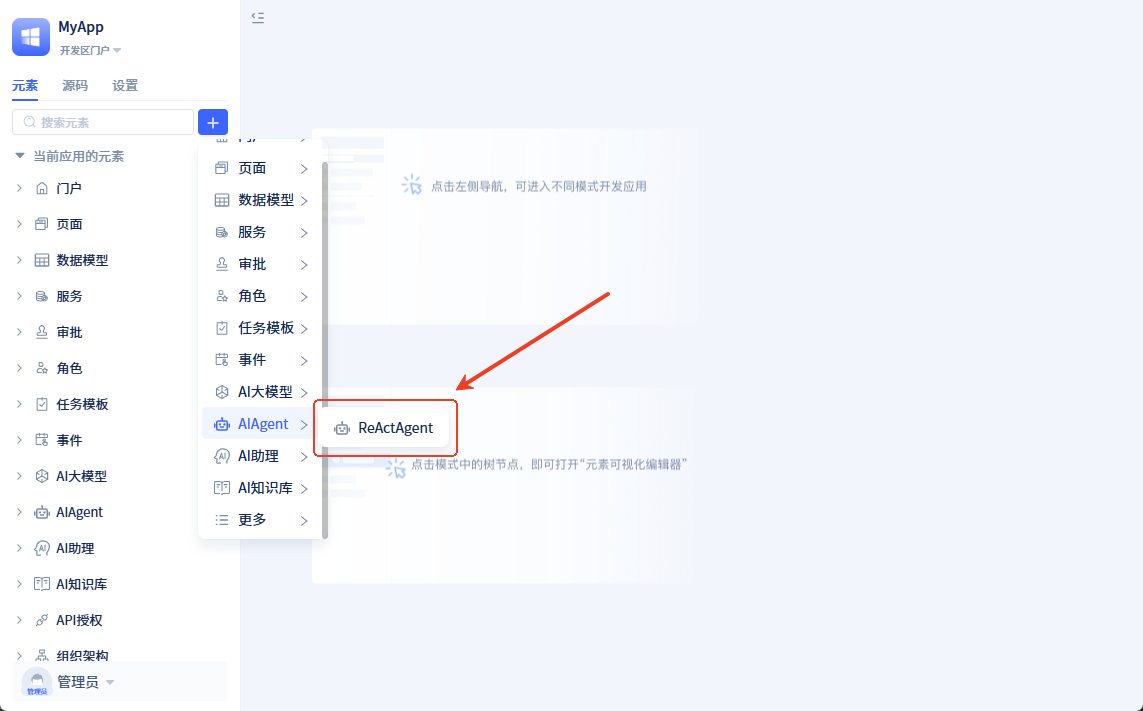 MyApp
开发区门户
元素 源码 设置
搜索元素
当前应用的元素
门户
页面
数据模型
服务
审批
角色
任务模板
事件
AI大模型
AIAgent
AI助理
AI知识库
API授权
组织架构
管理员
管理员
页面
数据模型
服务
审批
角色
任务模板
事件
AI大模型
AIAgent
AI助理
AI知识库
更多
ReActAgent
点击左侧导航，可进入不同模式开发应用
点击模式中的树节点，即可打开“元素可视化编辑器”